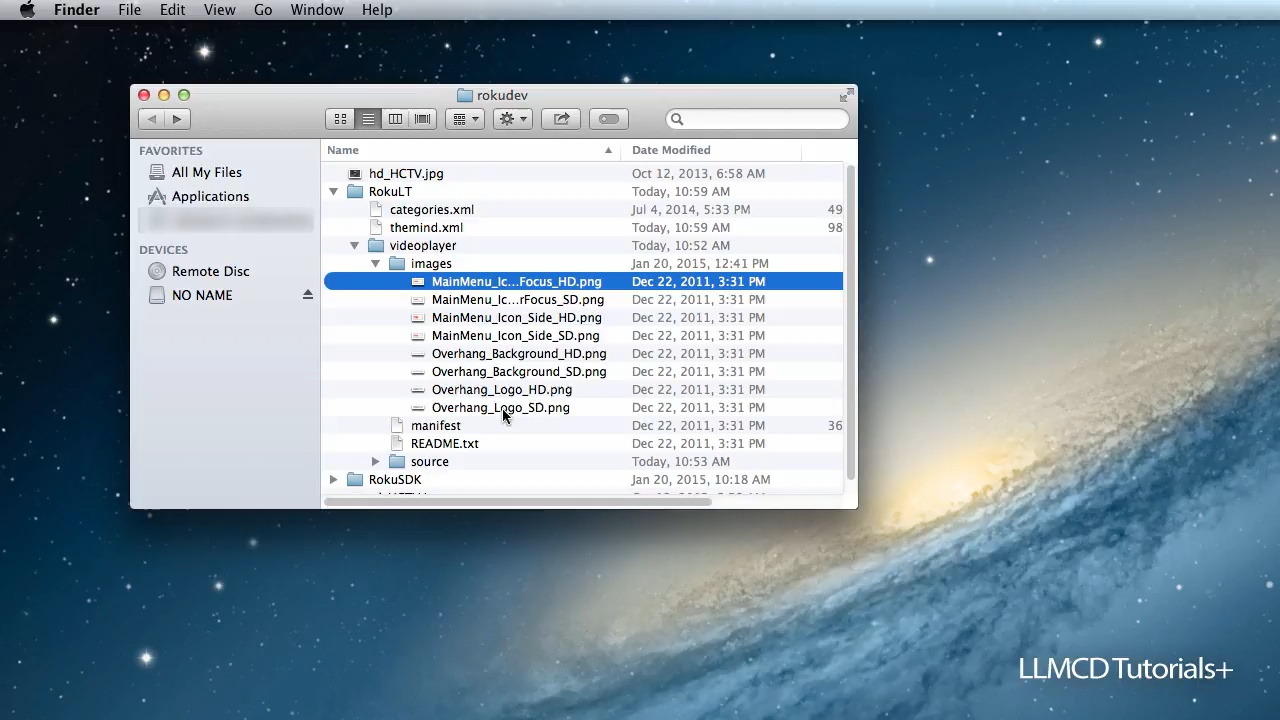 Finder File Edit View Go Window Help
rokudev
FAVORITES
All My Files
Applications
DEVICES
Remote Disc
NO NAME
Name Date Modified
hd_HCTV.jpg Oct 12, 2013, 6:58 AM
RokuLT Today, 10:59 AM
categories.xml Jul 4, 2014, 5:33 PM 49
themind.xml Today, 10:59 AM 98
videoplayer Today, 10:52 AM
images Jan 20, 2015, 12:41 PM
MainMenu_Ic...Focus_HD.png Dec 22, 2011, 3:31 PM
MainMenu_Ic...rFocus_SD.png Dec 22, 2011, 3:31 PM
MainMenu_Icon_Side_HD.png Dec 22, 2011, 3:31 PM
MainMenu_Icon_Side_SD.png Dec 22, 2011, 3:31 PM
Overhang_Background_HD.png Dec 22, 2011, 3:31 PM
Overhang_Background_SD.png Dec 22, 2011, 3:31 PM
Overhang_Logo_HD.png Dec 22, 2011, 3:31 PM
Overhang_Logo_SD.png Dec 22, 2011, 3:31 PM
manifest Dec 22, 2011, 3:31 PM 36
README.txt Dec 22, 2011, 3:31 PM
source Today, 10:53 AM
RokuSDK Jan 20, 2015, 10:18 AM
LLMCD Tutorials+